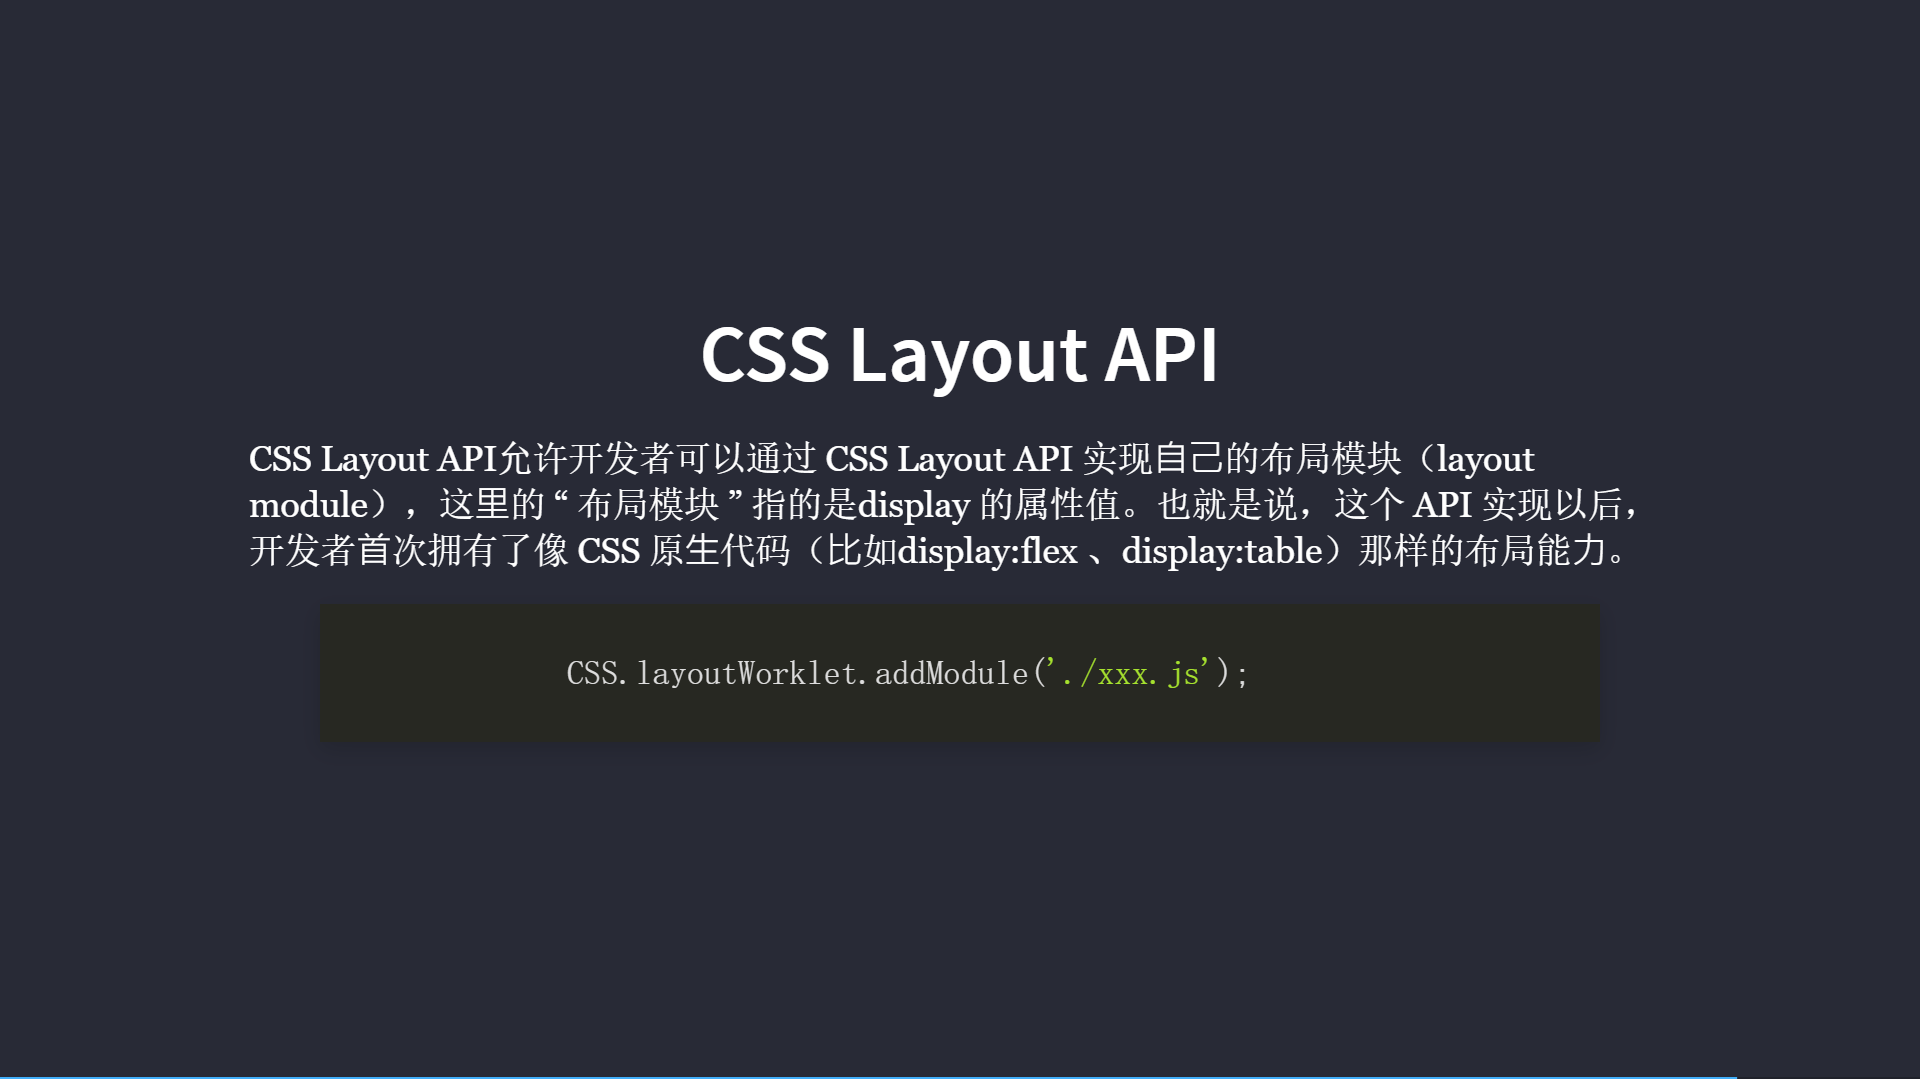 CSS Layout API
CSS Layout API允许开发者可以通过 CSS Layout API 实现自己的布局模块（layout
module），这里的 “ 布局模块 ” 指的是display 的属性值。也就是说，这个 API 实现以后，
开发者首次拥有了像 CSS 原生代码（比如display:flex 、display:table）那样的布局能力。
CSS.layoutWorklet.addModule('./xxx.js');